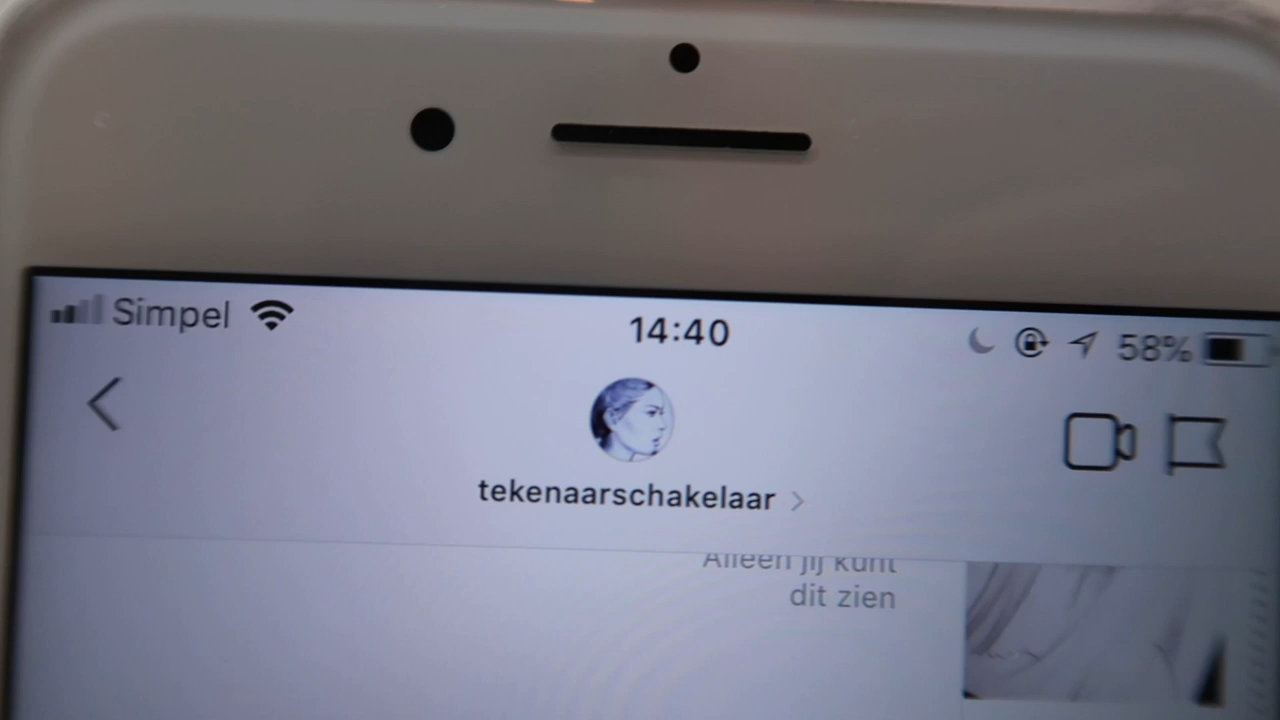 Simpel 14:40 58%
tekenaarschakelaar
Alleen jij kunt
dit zien